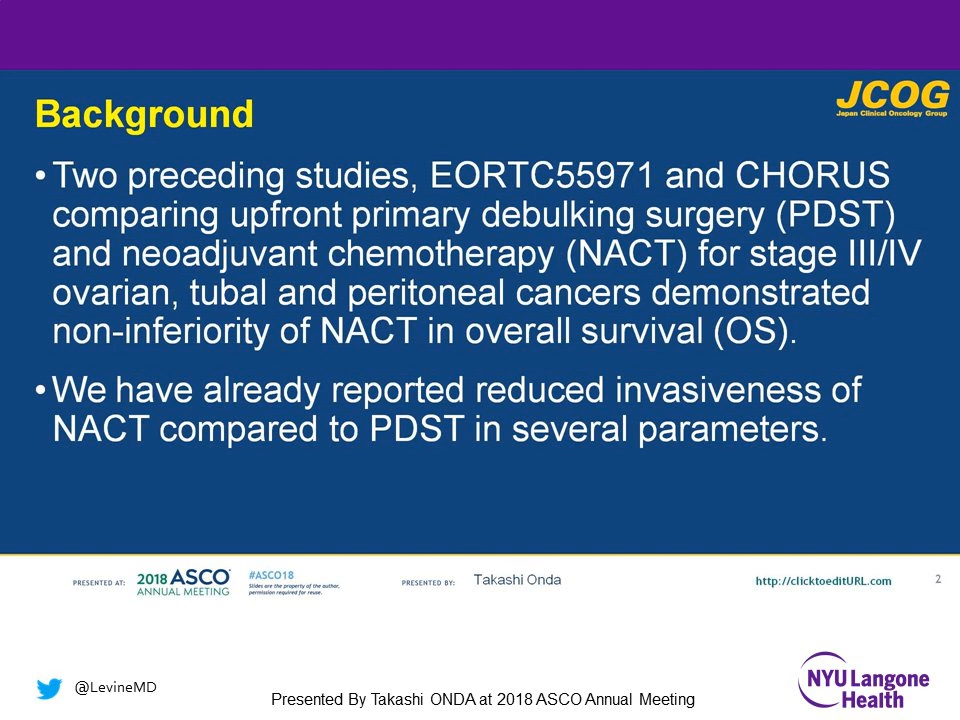 JCOG
Japan Clinical Oncology Group
Background
• Two preceding studies, EORTC55971 and CHORUS
comparing upfront primary debulking surgery (PDST)
and neoadjuvant chemotherapy (NACT) for stage III/IV
ovarian, tubal and peritoneal cancers demonstrated
non-inferiority of NACT in overall survival (OS).
• We have already reported reduced invasiveness of
NACT compared to PDST in several parameters.
PRESENTED AT:
2018 ASCO®
ANNUAL MEETING
#ASCO18
Slides are the property of the author,
permission required for reuse.
PRESENTED BY:
Takashi Onda
http://clicktoeditURL.com
2
@LevineMD
Presented By Takashi ONDA at 2018 ASCO Annual Meeting
NYU Langone
Health